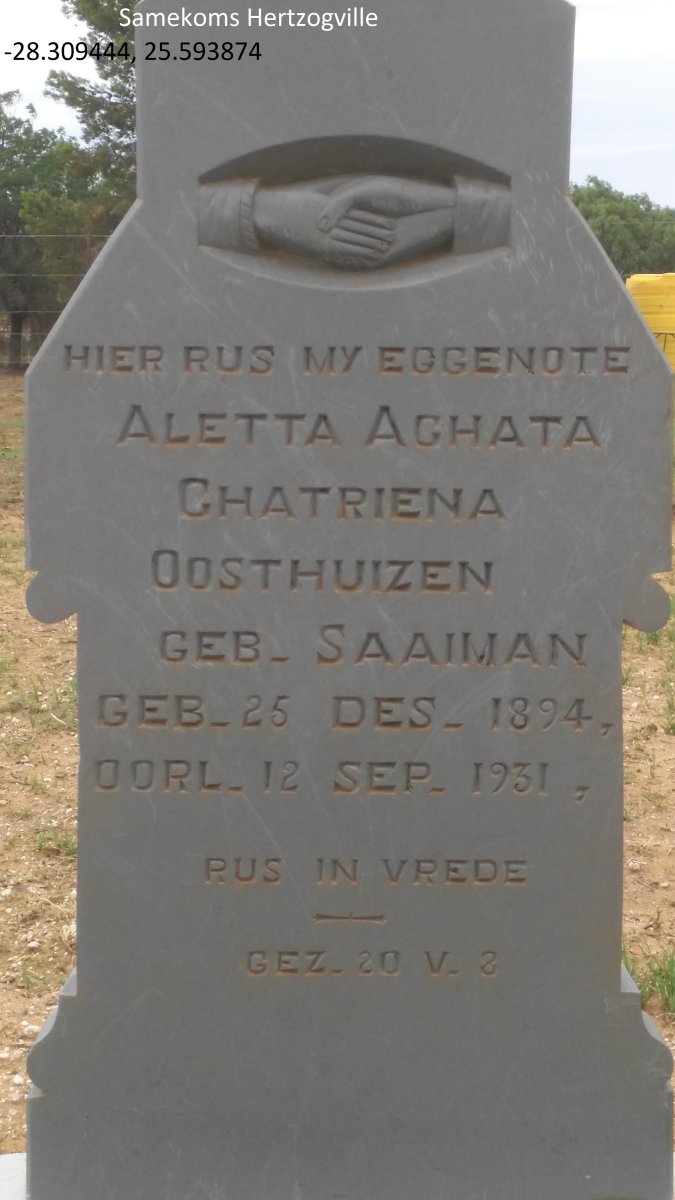 Samekoms Hertzogville
-28.309444, 25.593874
HIER RUS MY EGGENOTE
ALETTA AGHATA
CHATRIENA
OOSTHUIZEN
GEB. SAAIMAN
GEB. 25 DES. 1894,
OORL. 12 SEP. 1931,
RUS IN VREDE
GEZ. 20 V. 8